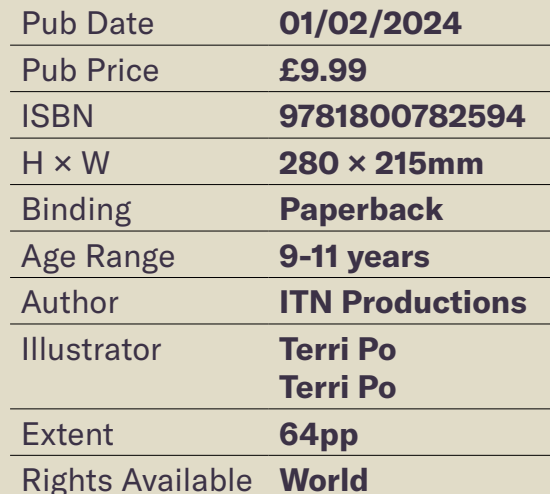 Pub Date 01/02/2024
Pub Price £9.99
ISBN 9781800782594
H × W 280 × 215mm
Binding Paperback
Age Range 9-11 years
Author ITN Productions
Illustrator Terri Po
Terri Po
Extent 64pp
Rights Available World